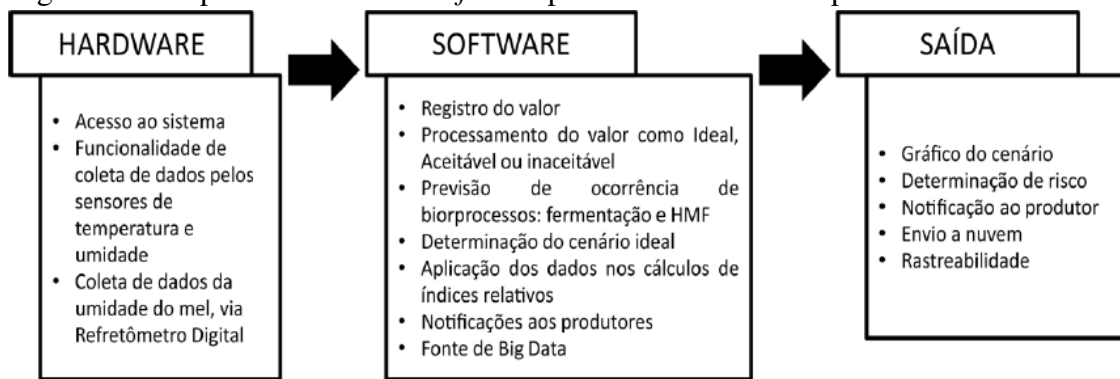 HARDWARE
• Acesso ao sistema
• Funcionalidade de
coleta de dados pelos
sensores de
temperatura e
umidade
• Coleta de dados da
umidade do mel, via
Refretômetro Digital
SOFTWARE
• Registro do valor
• Processamento do valor como Ideal,
Aceitável ou inaceitável
• Previsão de ocorrência de
biorprocessos: fermentação e HMF
• Determinação do cenário ideal
• Aplicação dos dados nos cálculos de
índices relativos
• Notificações aos produtores
• Fonte de Big Data
SAÍDA
• Gráfico do cenário
• Determinação de risco
• Notificação ao produtor
• Envio a nuvem
• Rastreabilidade